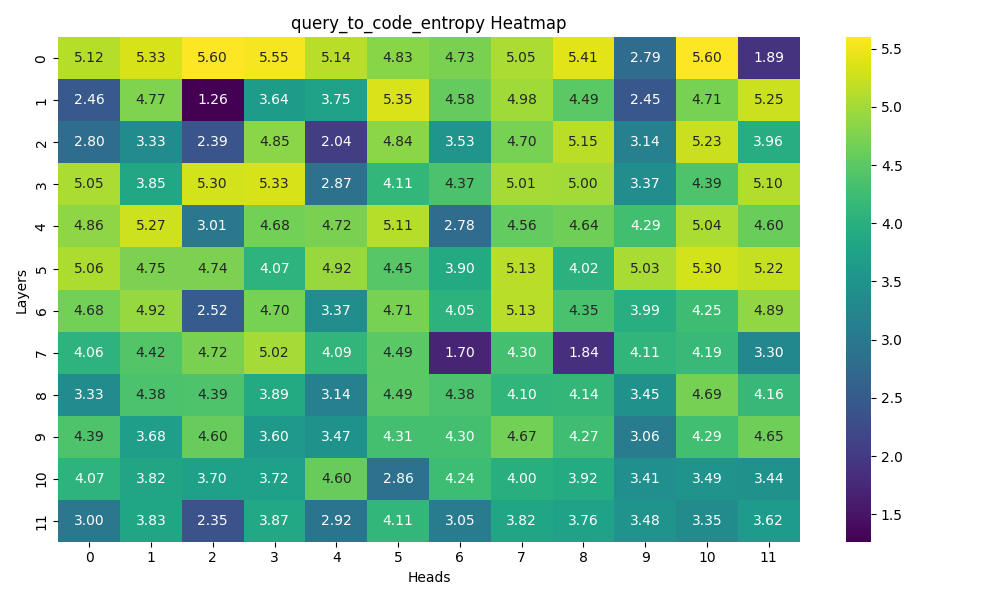 query_to_code_entropy Heatmap
0 5.12 5.33 5.60 5.55 5.14 4.83 4.73 5.05 5.41 2.79 5.60 1.89
1 2.46 4.77 1.26 3.64 3.75 5.35 4.58 4.98 4.49 2.45 4.71 5.25
2 2.80 3.33 2.39 4.85 2.04 4.84 3.53 4.70 5.15 3.14 5.23 3.96
3 5.05 3.85 5.30 5.33 2.87 4.11 4.37 5.01 5.00 3.37 4.39 5.10
4 4.86 5.27 3.01 4.68 4.72 5.11 2.78 4.56 4.64 4.29 5.04 4.60
5 5.06 4.75 4.74 4.07 4.92 4.45 3.90 5.13 4.02 5.03 5.30 5.22
6 4.68 4.92 2.52 4.70 3.37 4.71 4.05 5.13 4.35 3.99 4.25 4.89
7 4.06 4.42 4.72 5.02 4.09 4.49 1.70 4.30 1.84 4.11 4.19 3.30
8 3.33 4.38 4.39 3.89 3.14 4.49 4.38 4.10 4.14 3.45 4.69 4.16
9 4.39 3.68 4.60 3.60 3.47 4.31 4.30 4.67 4.27 3.06 4.29 4.65
10 4.07 3.82 3.70 3.72 4.60 2.86 4.24 4.00 3.92 3.41 3.49 3.44
11 3.00 3.83 2.35 3.87 2.92 4.11 3.05 3.82 3.76 3.48 3.35 3.62
0 1 2 3 4 5 6 7 8 9 10 11
Heads
Layers
5.5
5.0
4.5
4.0
3.5
3.0
2.5
2.0
1.5